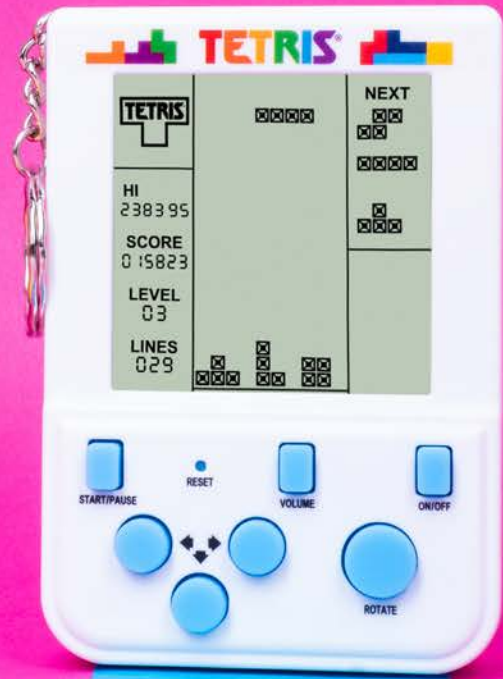 TETRIS®
TETRIS
NEXT
HI
238395
SCORE
015823
LEVEL
03
LINES
029
START/PAUSE
RESET
VOLUME
ON/OFF
ROTATE